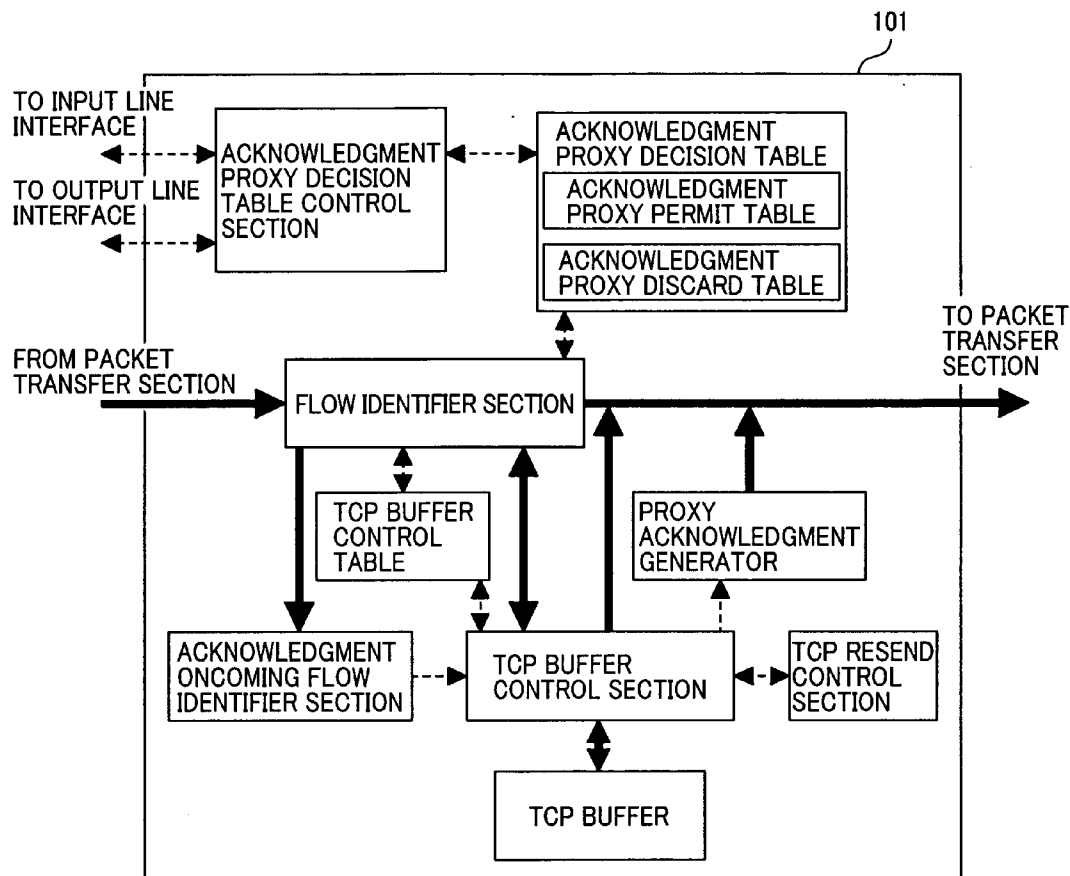 101
TO INPUT LINE
INTERFACE
TO OUTPUT LINE
INTERFACE
ACKNOWLEDGMENT
PROXY DECISION
TABLE CONTROL
SECTION
ACKNOWLEDGMENT
PROXY DECISION TABLE
ACKNOWLEDGMENT
PROXY PERMIT TABLE
ACKNOWLEDGMENT
PROXY DISCARD TABLE
FROM PACKET
TRANSFER SECTION
FLOW IDENTIFIER SECTION
TO PACKET
TRANSFER
SECTION
TCP BUFFER
CONTROL
TABLE
PROXY
ACKNOWLEDGMENT
GENERATOR
ACKNOWLEDGMENT
ONCOMING FLOW
IDENTIFIER SECTION
TCP BUFFER
CONTROL SECTION
TCP RESEND
CONTROL
SECTION
TCP BUFFER